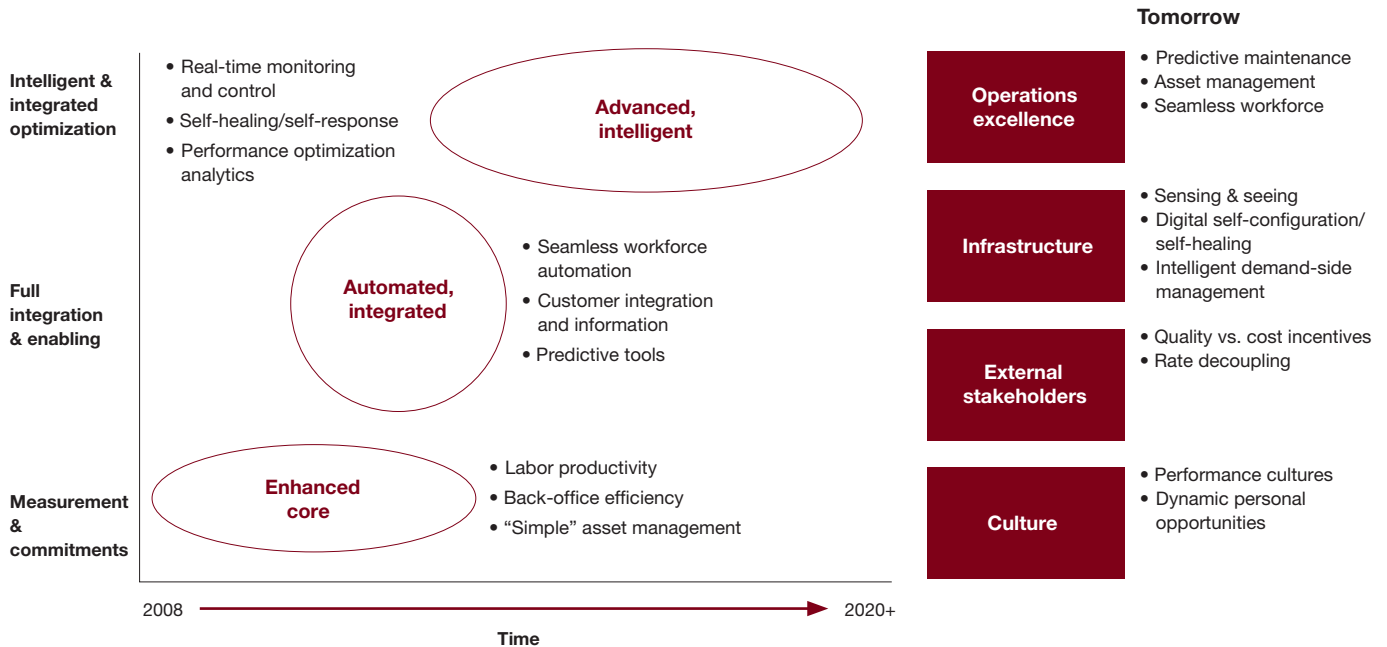 Tomorrow
Intelligent &
integrated
optimization
• Real-time monitoring
and control
• Self-healing/self-response
• Performance optimization
analytics
Advanced,
intelligent
Operations
excellence
• Predictive maintenance
• Asset management
• Seamless workforce
Full
integration
& enabling
Automated,
integrated
• Seamless workforce
automation
• Customer integration
and information
• Predictive tools
Infrastructure
• Sensing & seeing
• Digital self-configuration/
self-healing
• Intelligent demand-side
management
External
stakeholders
• Quality vs. cost incentives
• Rate decoupling
Measurement
&
commitments
Enhanced
core
• Labor productivity
• Back-office efficiency
• “Simple” asset management
Culture
• Performance cultures
• Dynamic personal
opportunities
2008
2020+
Time